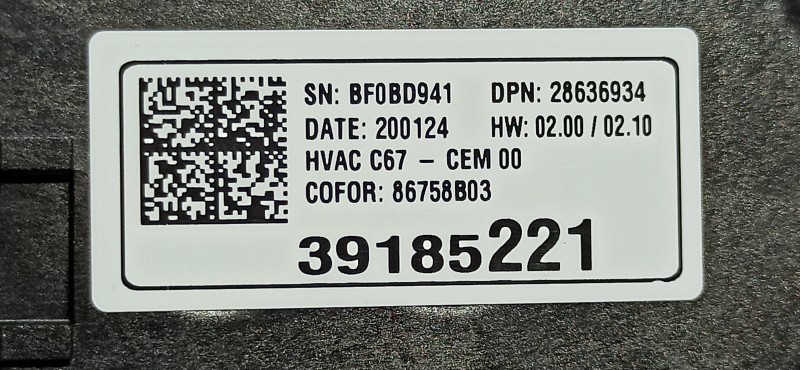 SN: BF0BD941 DPN: 28636934
DATE: 200124 HW: 02.00 / 02.10
HVAC C67 - CEM 00
COFOR: 86758B03
39185221